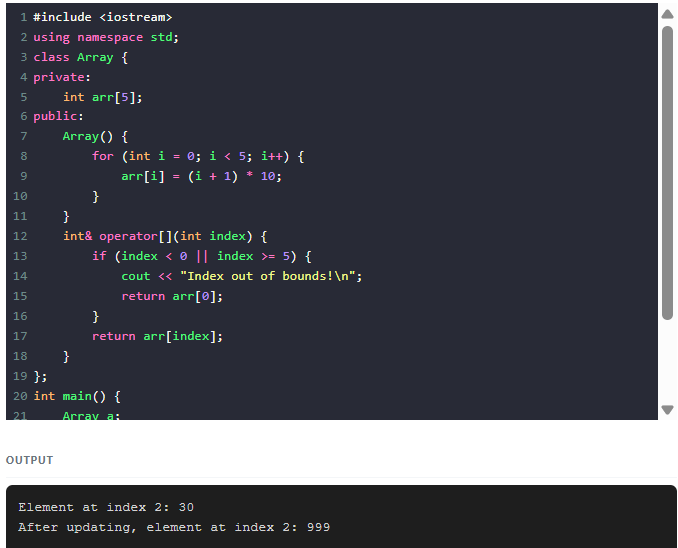 1 #include <iostream>
2 using namespace std;
3 class Array {
4 private:
5     int arr[5];
6 public:
7     Array() {
8         for (int i = 0; i < 5; i++) {
9             arr[i] = (i + 1) * 10;
10         }
11     }
12     int& operator[](int index) {
13         if (index < 0 || index >= 5) {
14             cout << "Index out of bounds!\n";
15             return arr[0];
16         }
17         return arr[index];
18     }
19 };
20 int main() {
21     Array a;
OUTPUT
Element at index 2: 30
After updating, element at index 2: 999